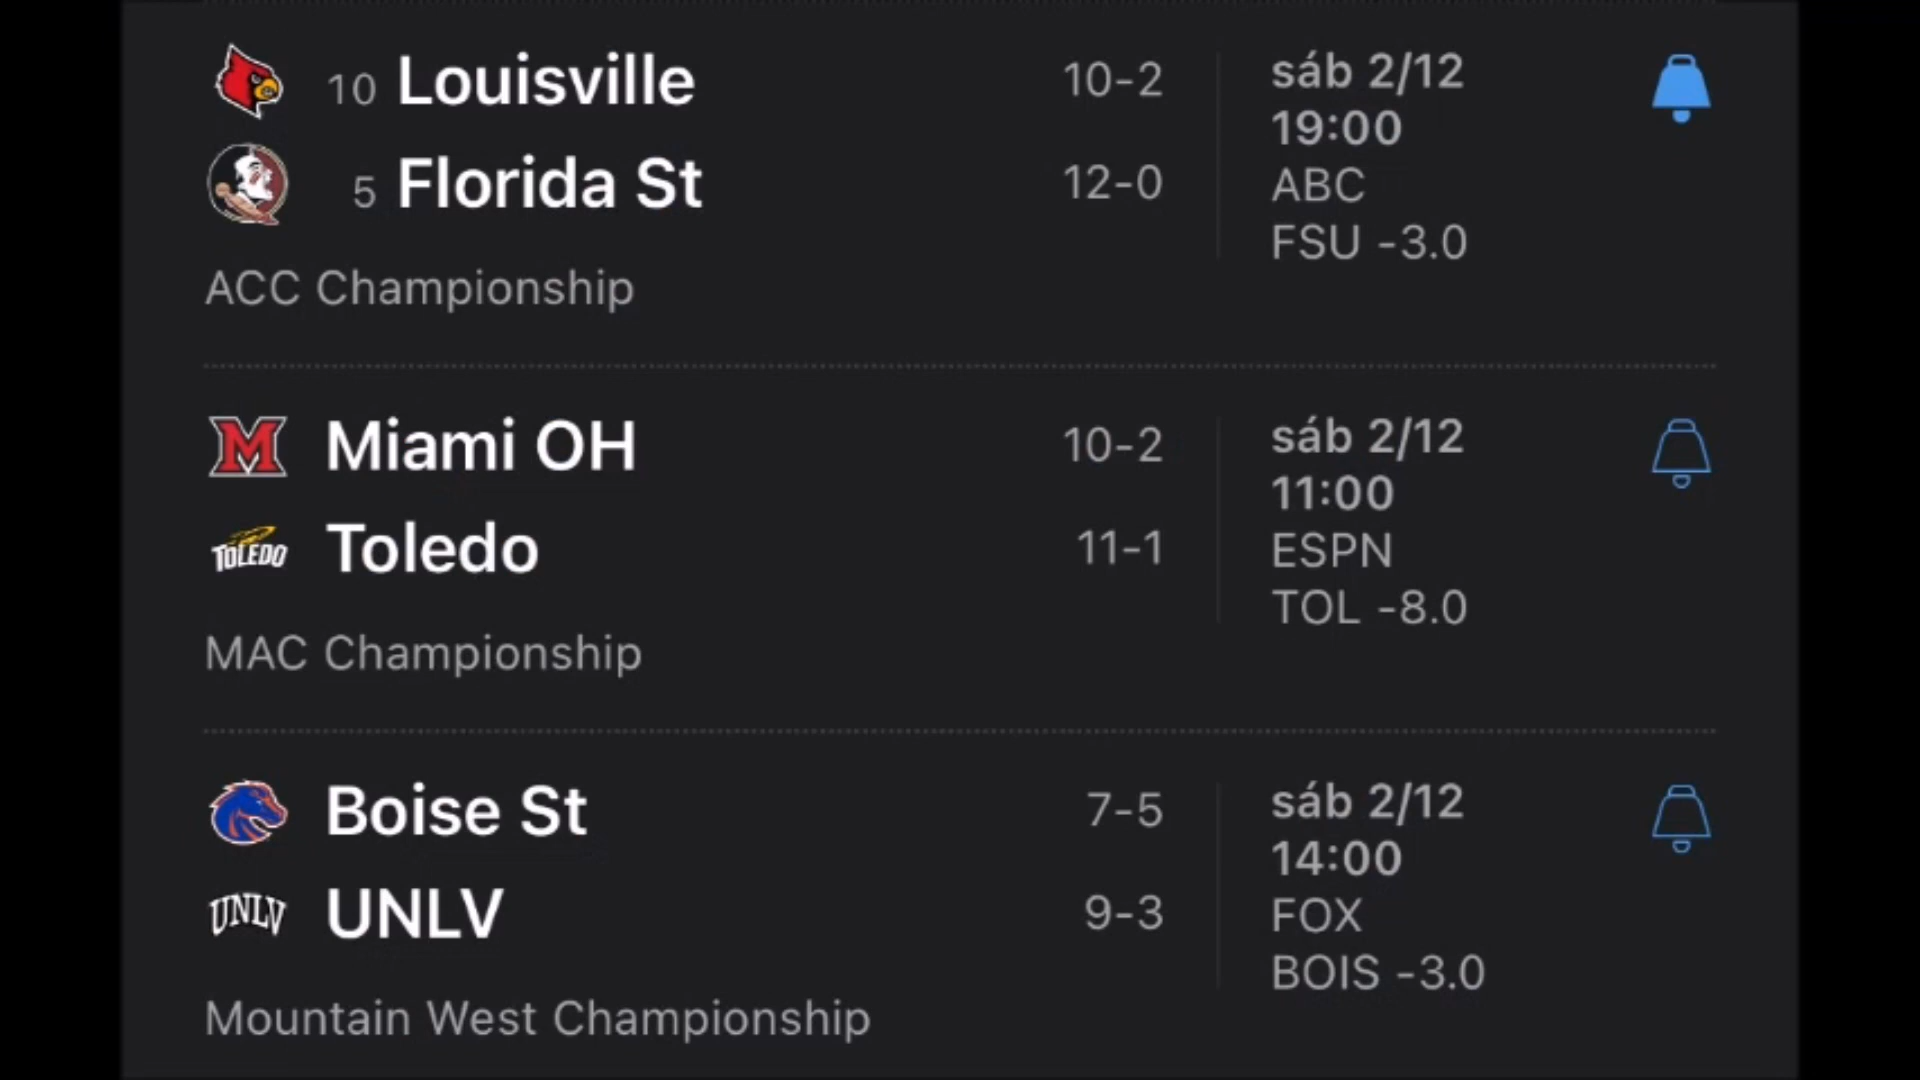 10 Louisville 10-2
5 Florida St 12-0
ACC Championship
sáb 2/12
19:00
ABC
FSU -3.0
M Miami OH 10-2
TOLEDO Toledo 11-1
MAC Championship
sáb 2/12
11:00
ESPN
TOL -8.0
Boise St 7-5
UNLV UNLV 9-3
Mountain West Championship
sáb 2/12
14:00
FOX
BOIS -3.0